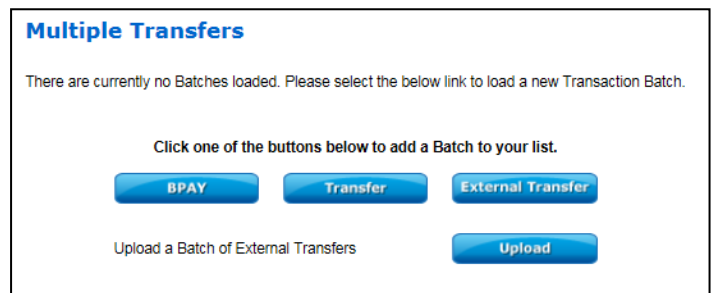 Multiple Transfers
There are currently no Batches loaded. Please select the below link to load a new Transaction Batch.
Click one of the buttons below to add a Batch to your list.
BPAY Transfer External Transfer
Upload a Batch of External Transfers Upload